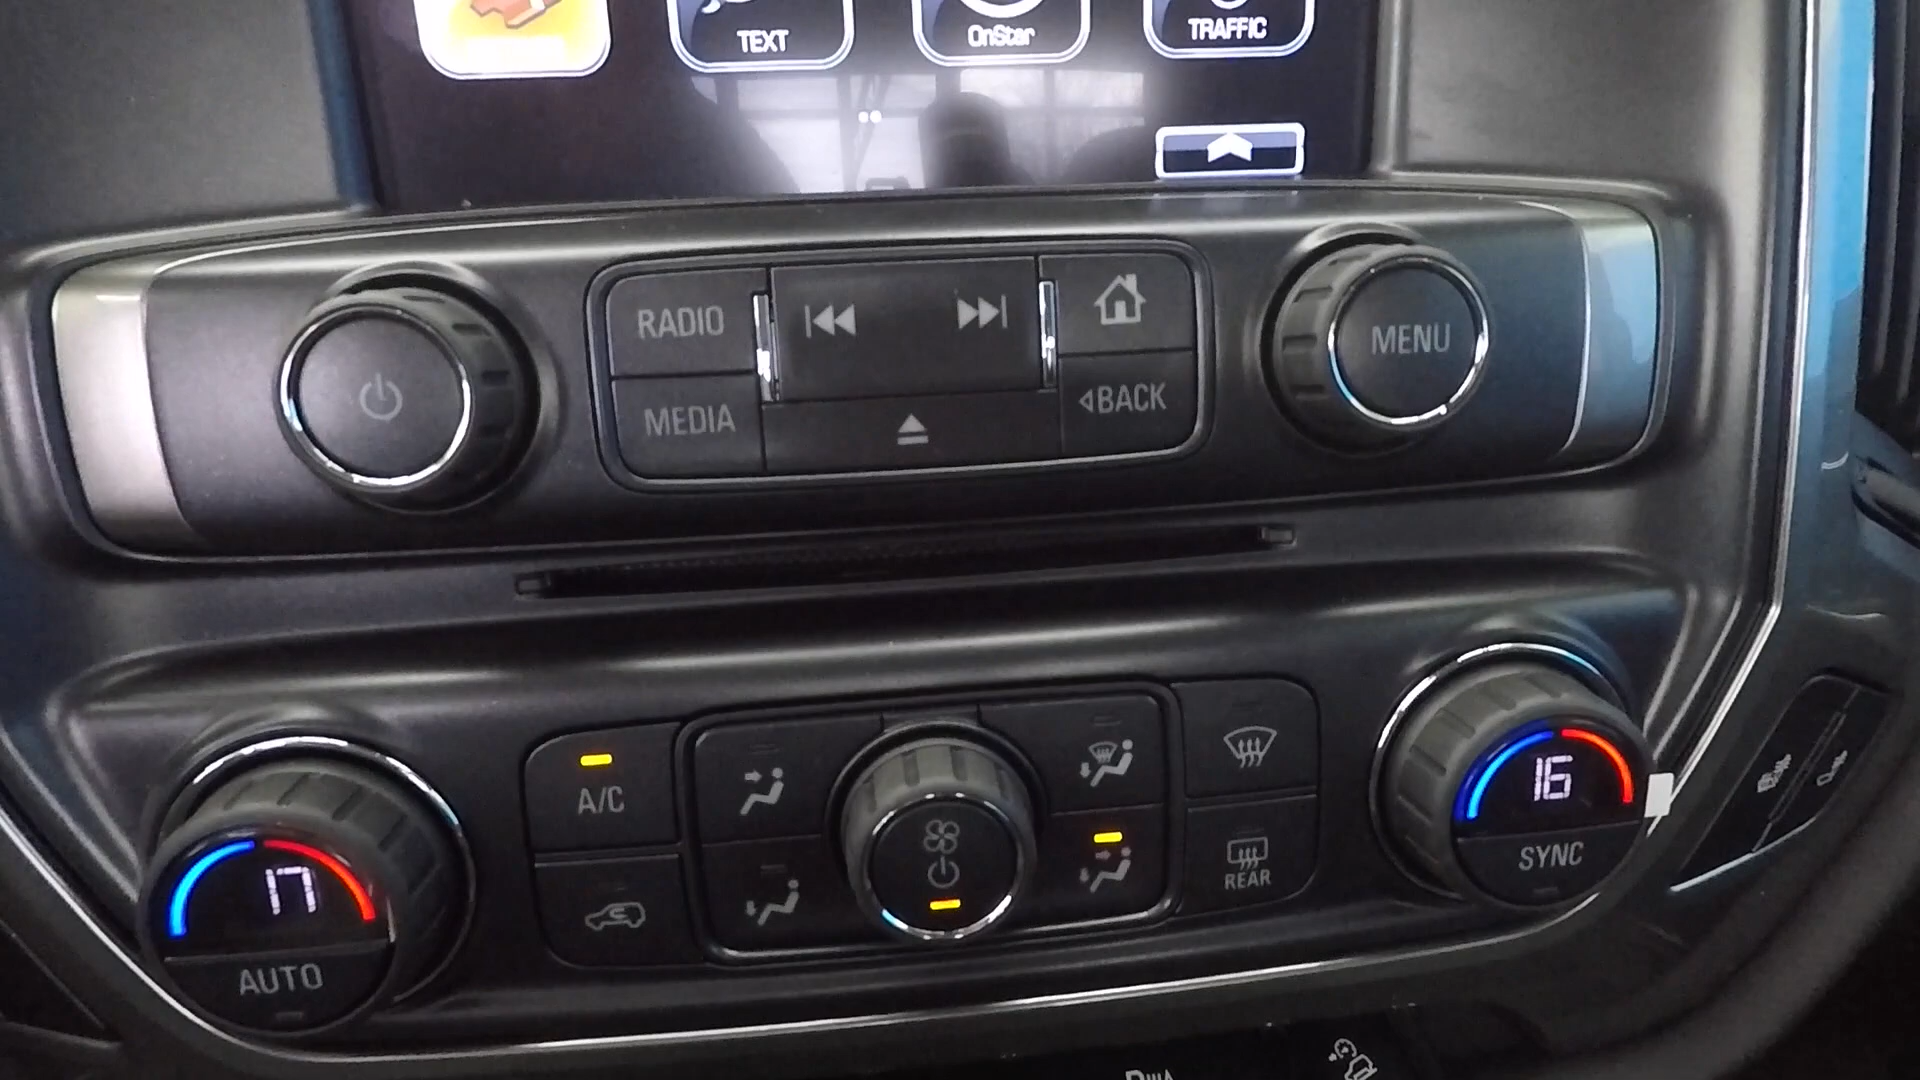 TEXT
OnStar
TRAFFIC
RADIO
MENU
MEDIA
BACK
A/C
16
SYNC
REAR
17
AUTO